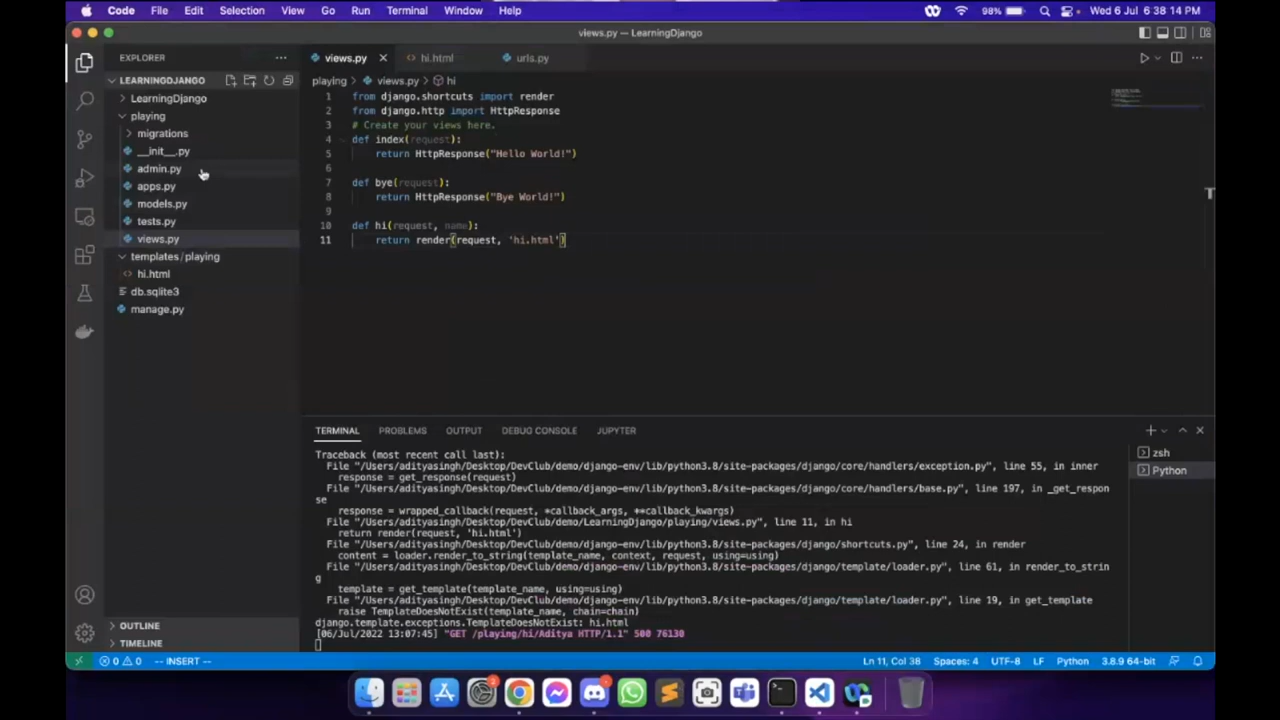 Code File Edit Selection View Go Run Terminal Window Help 98% Wed 6 Jul 6:38:14 PM
views.py — LearningDjango
EXPLORER
views.py
hi.html
urls.py
LEARNINGDJANGO
playing > views.py > hi
LearningDjango
playing
migrations
__init__.py
admin.py
apps.py
models.py
tests.py
views.py
templates/playing
hi.html
db.sqlite3
manage.py
OUTLINE
TIMELINE
1 from django.shortcuts import render
2 from django.http import HttpResponse
3 # Create your views here.
4 def index(request):
5 return HttpResponse("Hello World!")
6
7 def bye(request):
8 return HttpResponse("Bye World!")
9
10 def hi(request, name):
11 return render(request, 'hi.html')
TERMINAL PROBLEMS OUTPUT DEBUG CONSOLE JUPYTER
zsh
Python
Traceback (most recent call last):
File "/Users/adityasingh/Desktop/DevClub/demo/django-env/lib/python3.8/site-packages/django/core/handlers/exception.py", line 55, in inner
response = get_response(request)
File "/Users/adityasingh/Desktop/DevClub/demo/django-env/lib/python3.8/site-packages/django/core/handlers/base.py", line 197, in _get_respon
se
response = wrapped_callback(request, *callback_args, **callback_kwargs)
File "/Users/adityasingh/Desktop/DevClub/demo/LearningDjango/playing/views.py", line 11, in hi
return render(request, 'hi.html')
File "/Users/adityasingh/Desktop/DevClub/demo/django-env/lib/python3.8/site-packages/django/shortcuts.py", line 24, in render
content = loader.render_to_string(template_name, context, request, using=using)
File "/Users/adityasingh/Desktop/DevClub/demo/django-env/lib/python3.8/site-packages/django/template/loader.py", line 61, in render_to_strin
g
template = get_template(template_name, using=using)
File "/Users/adityasingh/Desktop/DevClub/demo/django-env/lib/python3.8/site-packages/django/template/loader.py", line 19, in get_template
raise TemplateDoesNotExist(template_name, chain=chain)
django.template.exceptions.TemplateDoesNotExist: hi.html
[06/Jul/2022 13:07:45] "GET /playing/hi/Aditya HTTP/1.1" 500 76130
0 0 -- INSERT -- Ln 11, Col 38 Spaces: 4 UTF-8 LF Python 3.8.9 64-bit